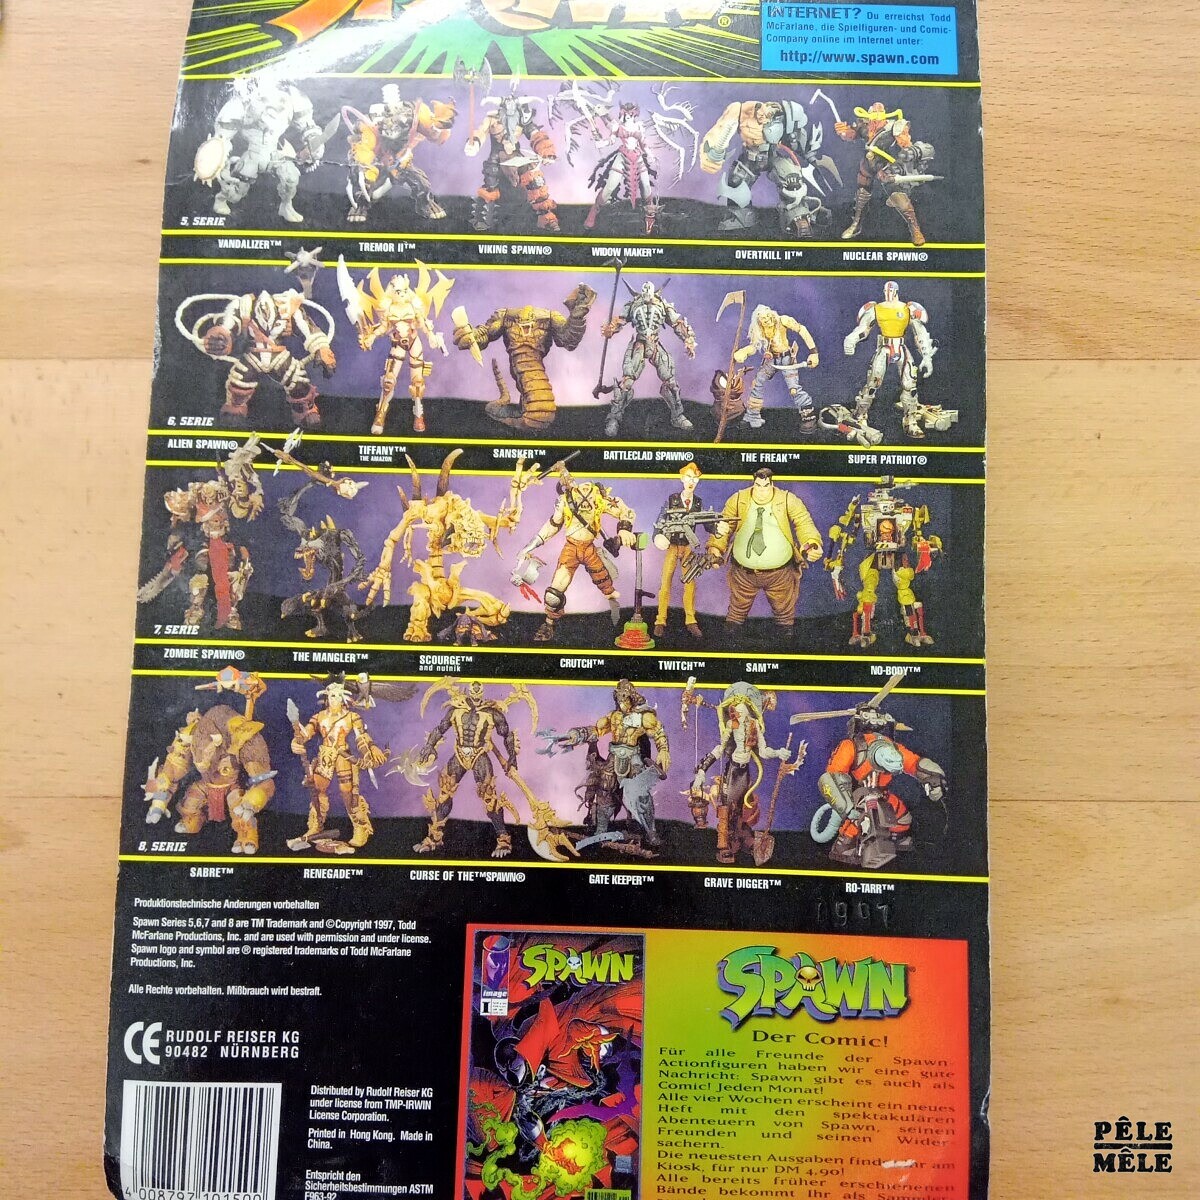 SPAWN®
INTERNET? Du erreichst Todd
McFarlane, die Spielfiguren- und Comic-
Company online im Internet unter:
http://www.spawn.com
5. SERIE
VANDALIZER™ TREMOR II™ VIKING SPAWN® WIDOW MAKER™ OVERTKILL II™ NUCLEAR SPAWN®
6. SERIE
ALIEN SPAWN® TIFFANY™ SANSKER™ BATTLECLAD SPAWN® THE FREAK™ SUPER PATRIOT®
THE AMAZON
7. SERIE
ZOMBIE SPAWN® THE MANGLER™ SCOURGE™ CRUTCH™ TWITCH™ SAM™ NO-BODY™
and nutnik
8. SERIE
SABRE™ RENEGADE™ CURSE OF THE™SPAWN® GATE KEEPER™ GRAVE DIGGER™ RO-TARR™
1997
Produktionstechnische Änderungen vorbehalten
Spawn Series 5,6,7 and 8 are TM Trademark and ©Copyright 1997, Todd
McFarlane Productions, Inc. and are used with permission and under license.
Spawn logo and symbol are ® registered trademarks of Todd McFarlane
Productions, Inc.
Alle Rechte vorbehalten. Mißbrauch wird bestraft.
CE RUDOLF REISER KG
90482 NÜRNBERG
Distributed by Rudolf Reiser KG
under license from TMP-IRWIN
License Corporation.
Printed in Hong Kong. Made in
China.
Entspricht den
Sicherheitsbestimmungen ASTM
F963-92
4 008797 101500
image
1
SPAWN
SPAWN
Der Comic!
Für alle Freunde der Spawn-
Actionfiguren haben wir eine gute
Nachricht: Spawn gibt es auch als
Comic! Jeden Monat!
Alle vier Wochen erscheint ein neues
Heft mit den spektakulären
Abenteuern von Spawn, seinen
Freunden und seinen Wider-
sachern.
Die neuesten Ausgaben am
Kiosk, für nur DM 4,90!
Alle bereits früher erschienenen
Bände bekommt Ihr als Sammler
PÊLE
MÊLE